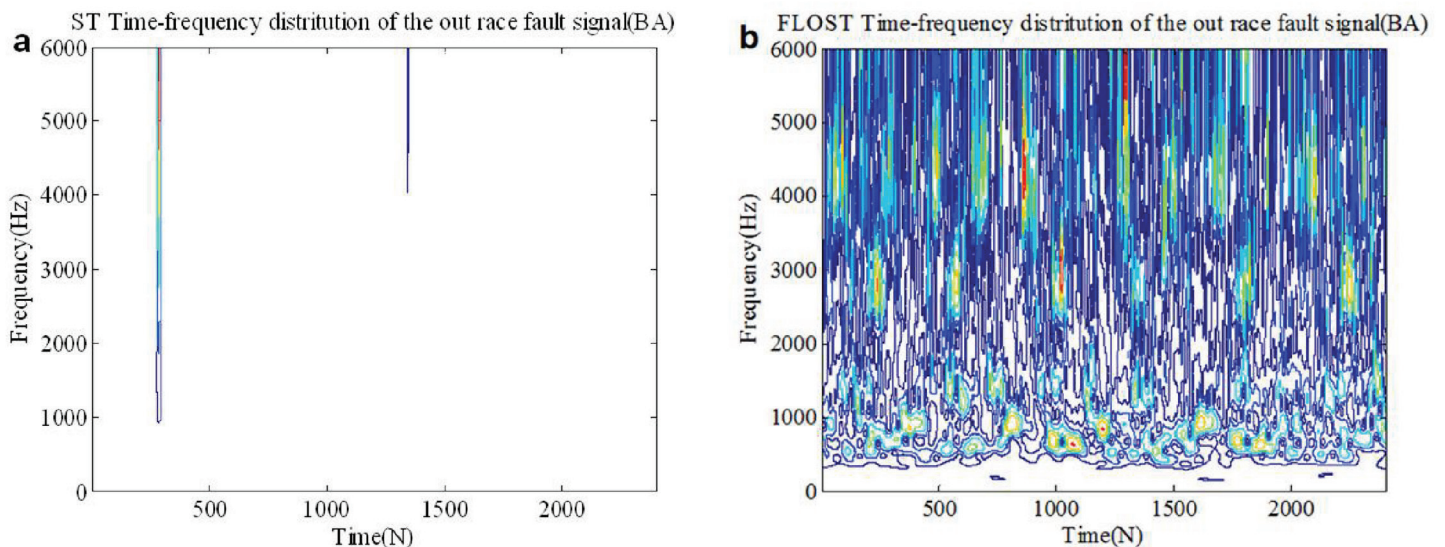 a
ST Time-frequency distritution of the out race fault signal(BA)
6000
5000
4000
3000
2000
1000
0
Frequency(Hz)
500 1000 1500 2000
Time(N)
b
FLOST Time-frequency distritution of the out race fault signal(BA)
6000
5000
4000
3000
2000
1000
0
Frequency(Hz)
500 1000 1500 2000
Time(N)